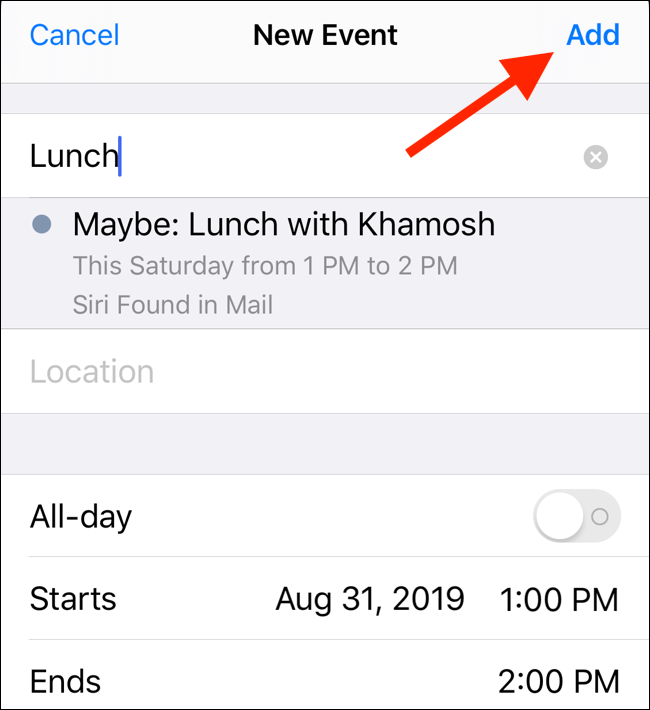 Cancel New Event Add
Lunch
Maybe: Lunch with Khamosh
This Saturday from 1 PM to 2 PM
Siri Found in Mail
Location
All-day
Starts Aug 31, 2019 1:00 PM
Ends 2:00 PM